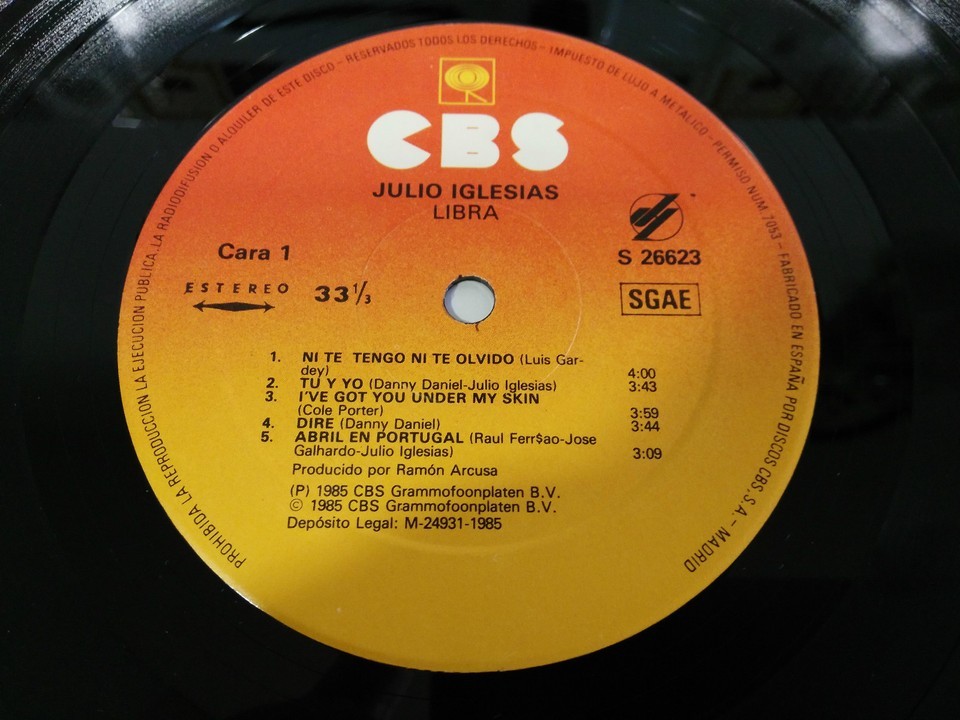 PROHIBIDA LA REPRODUCCION LA EJECUCION PUBLICA.LA RADIODIFUSION O ALQUILER DE ESTE DISCO - RESERVADOS TODOS LOS DERECHOS - IMPUESTO DE LUJO A METALICO - PERMISO NUM 7053 - FABRICADO EN ESPAÑA POR DISCOS CBS, S.A. - MADRID
CBS
JULIO IGLESIAS
LIBRA
Cara 1
S 26623
ESTEREO 33 1/3
SGAE
1. NI TE TENGO NI TE OLVIDO (Luis Gar-
dey) 4:00
2. TU Y YO (Danny Daniel-Julio Iglesias) 3:43
3. I'VE GOT YOU UNDER MY SKIN
(Cole Porter) 3:59
4. DIRE (Danny Daniel) 3:44
5. ABRIL EN PORTUGAL (Raul Ferr$ao-Jose
Galhardo-Julio Iglesias) 3:09
Producido por Ramón Arcusa
(P) 1985 CBS Grammofoonplaten B.V.
© 1985 CBS Grammofoonplaten B.V.
Depósito Legal: M-24931-1985